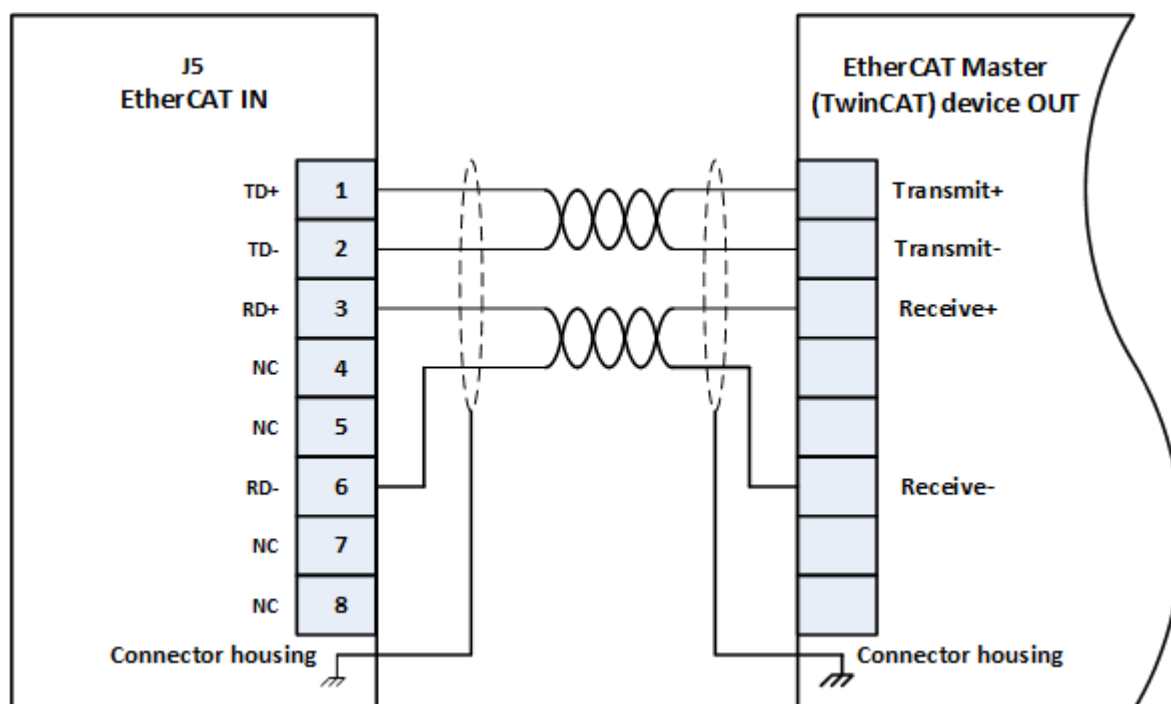 J5
EtherCAT IN
EtherCAT Master
(TwinCAT) device OUT
TD+ 1 Transmit+
TD- 2 Transmit-
RD+ 3 Receive+
NC 4
NC 5
RD- 6 Receive-
NC 7
NC 8
Connector housing Connector housing